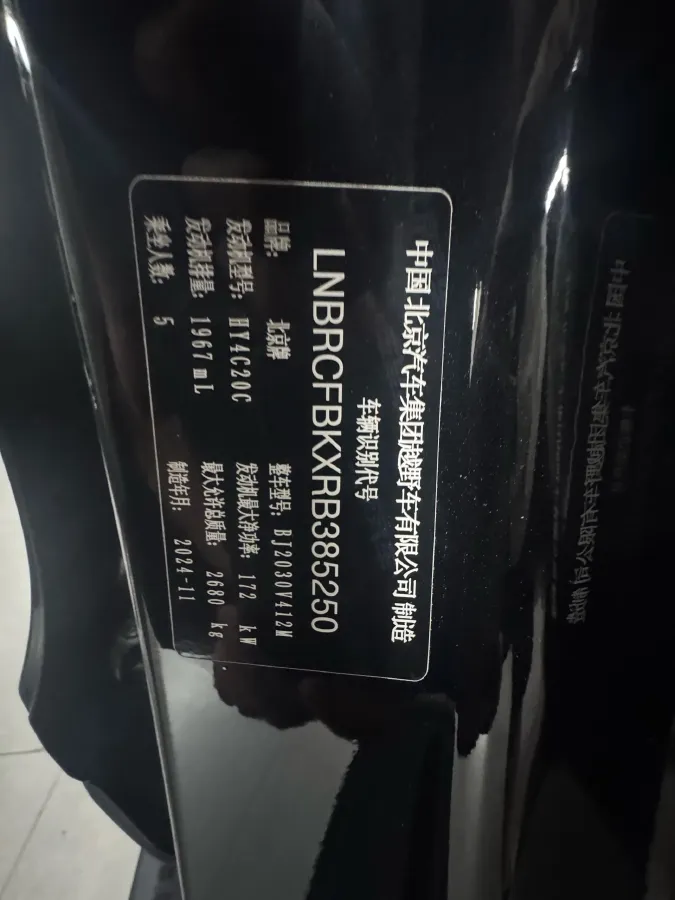 中国 北京汽车集团越野车有限公司 制造
车辆识别代号
LNBRCFBKXRB385250
品牌: 北京牌 整车型号: BJ2030V412M
发动机型号: HY4C20C 发动机最大净功率: 172 kW
发动机排量: 1967 mL 最大允许总质量: 2680 kg
乘坐人数: 5 制造年月: 2024-11